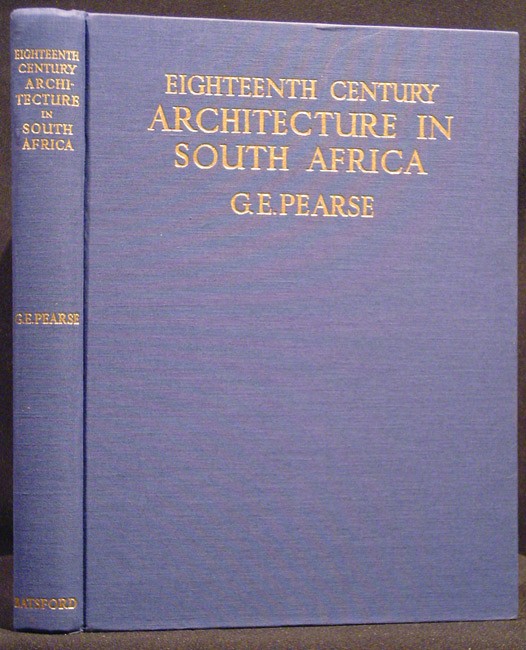 EIGHTEENTH
CENTURY
ARCHI-
TECTURE
IN
SOUTH
AFRICA
G.E.PEARSE
BATSFORD
EIGHTEENTH CENTURY
ARCHITECTURE IN
SOUTH AFRICA
G.E.PEARSE